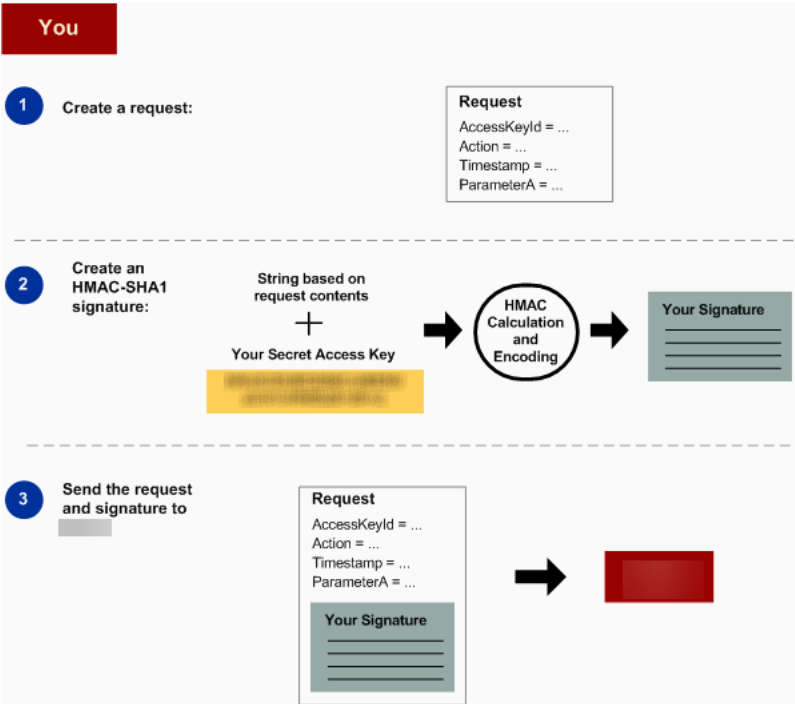 You
1
Create a request:
Request
AccessKeyId = ...
Action = ...
Timestamp = ...
ParameterA = ...
2
Create an
HMAC-SHA1
signature:
String based on
request contents
+
Your Secret Access Key
HMAC
Calculation
and
Encoding
Your Signature
3
Send the request
and signature to
Request
AccessKeyId = ...
Action = ...
Timestamp = ...
ParameterA = ...
Your Signature